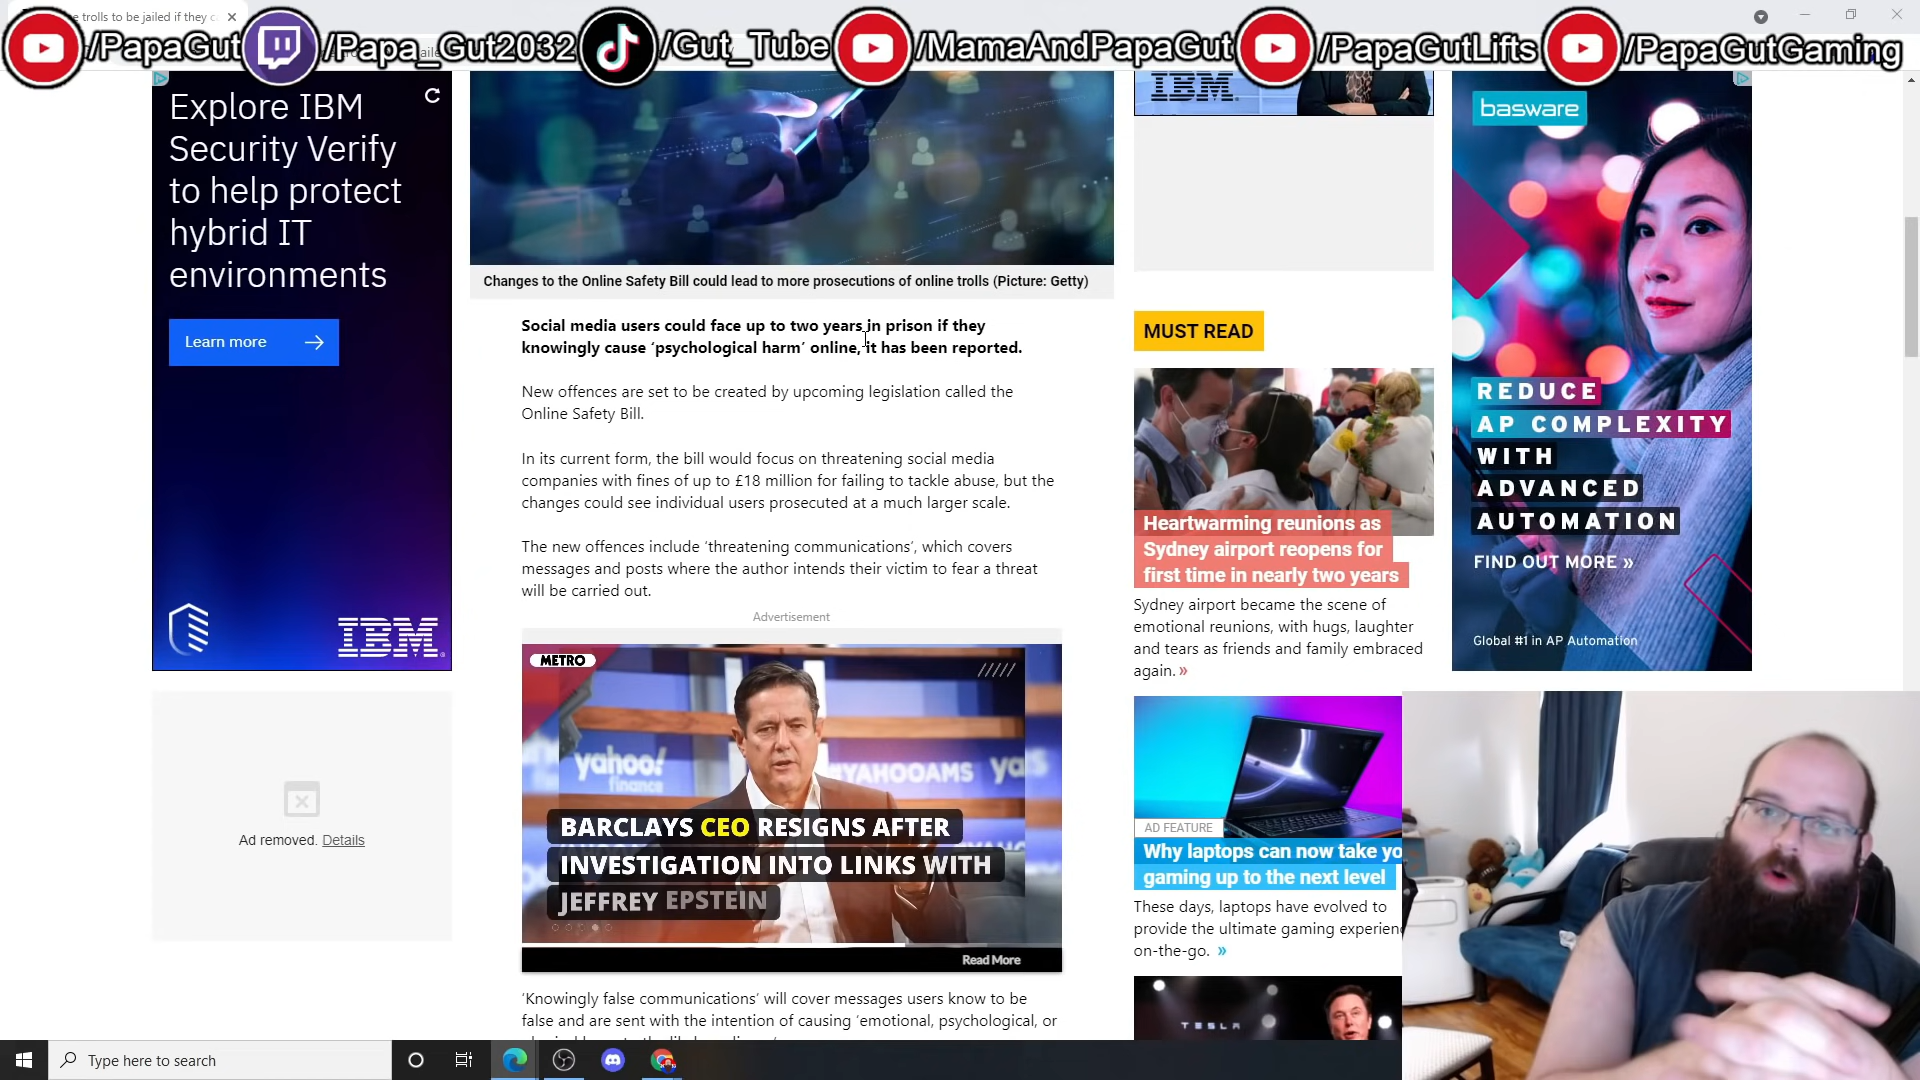 e trolls to be jailed if they c
/PapaGut
/Papa_Gut2032
/Gut_Tube
/MamaAndPapaGut
/PapaGutLifts
/PapaGutGaming
Explore IBM
Security Verify
to help protect
hybrid IT
environments
Learn more
IBM.
Ad removed. Details
Changes to the Online Safety Bill could lead to more prosecutions of online trolls (Picture: Getty)
Social media users could face up to two years in prison if they
knowingly cause ‘psychological harm’ online, it has been reported.
New offences are set to be created by upcoming legislation called the
Online Safety Bill.
In its current form, the bill would focus on threatening social media
companies with fines of up to £18 million for failing to tackle abuse, but the
changes could see individual users prosecuted at a much larger scale.
The new offences include ‘threatening communications’, which covers
messages and posts where the author intends their victim to fear a threat
will be carried out.
Advertisement
METRO
yahoo!
finance
YAHOOAMS
BARCLAYS CEO RESIGNS AFTER
INVESTIGATION INTO LINKS WITH
JEFFREY EPSTEIN
Read More
‘Knowingly false communications’ will cover messages users know to be
false and are sent with the intention of causing ‘emotional, psychological, or
IBM.
MUST READ
Heartwarming reunions as
Sydney airport reopens for
first time in nearly two years
Sydney airport became the scene of
emotional reunions, with hugs, laughter
and tears as friends and family embraced
again. »
AD FEATURE
Why laptops can now take yo
gaming up to the next level
These days, laptops have evolved to
provide the ultimate gaming experien
on-the-go. »
TESLA
basware
REDUCE
AP COMPLEXITY
WITH
ADVANCED
AUTOMATION
FIND OUT MORE »
Global #1 in AP Automation
Type here to search